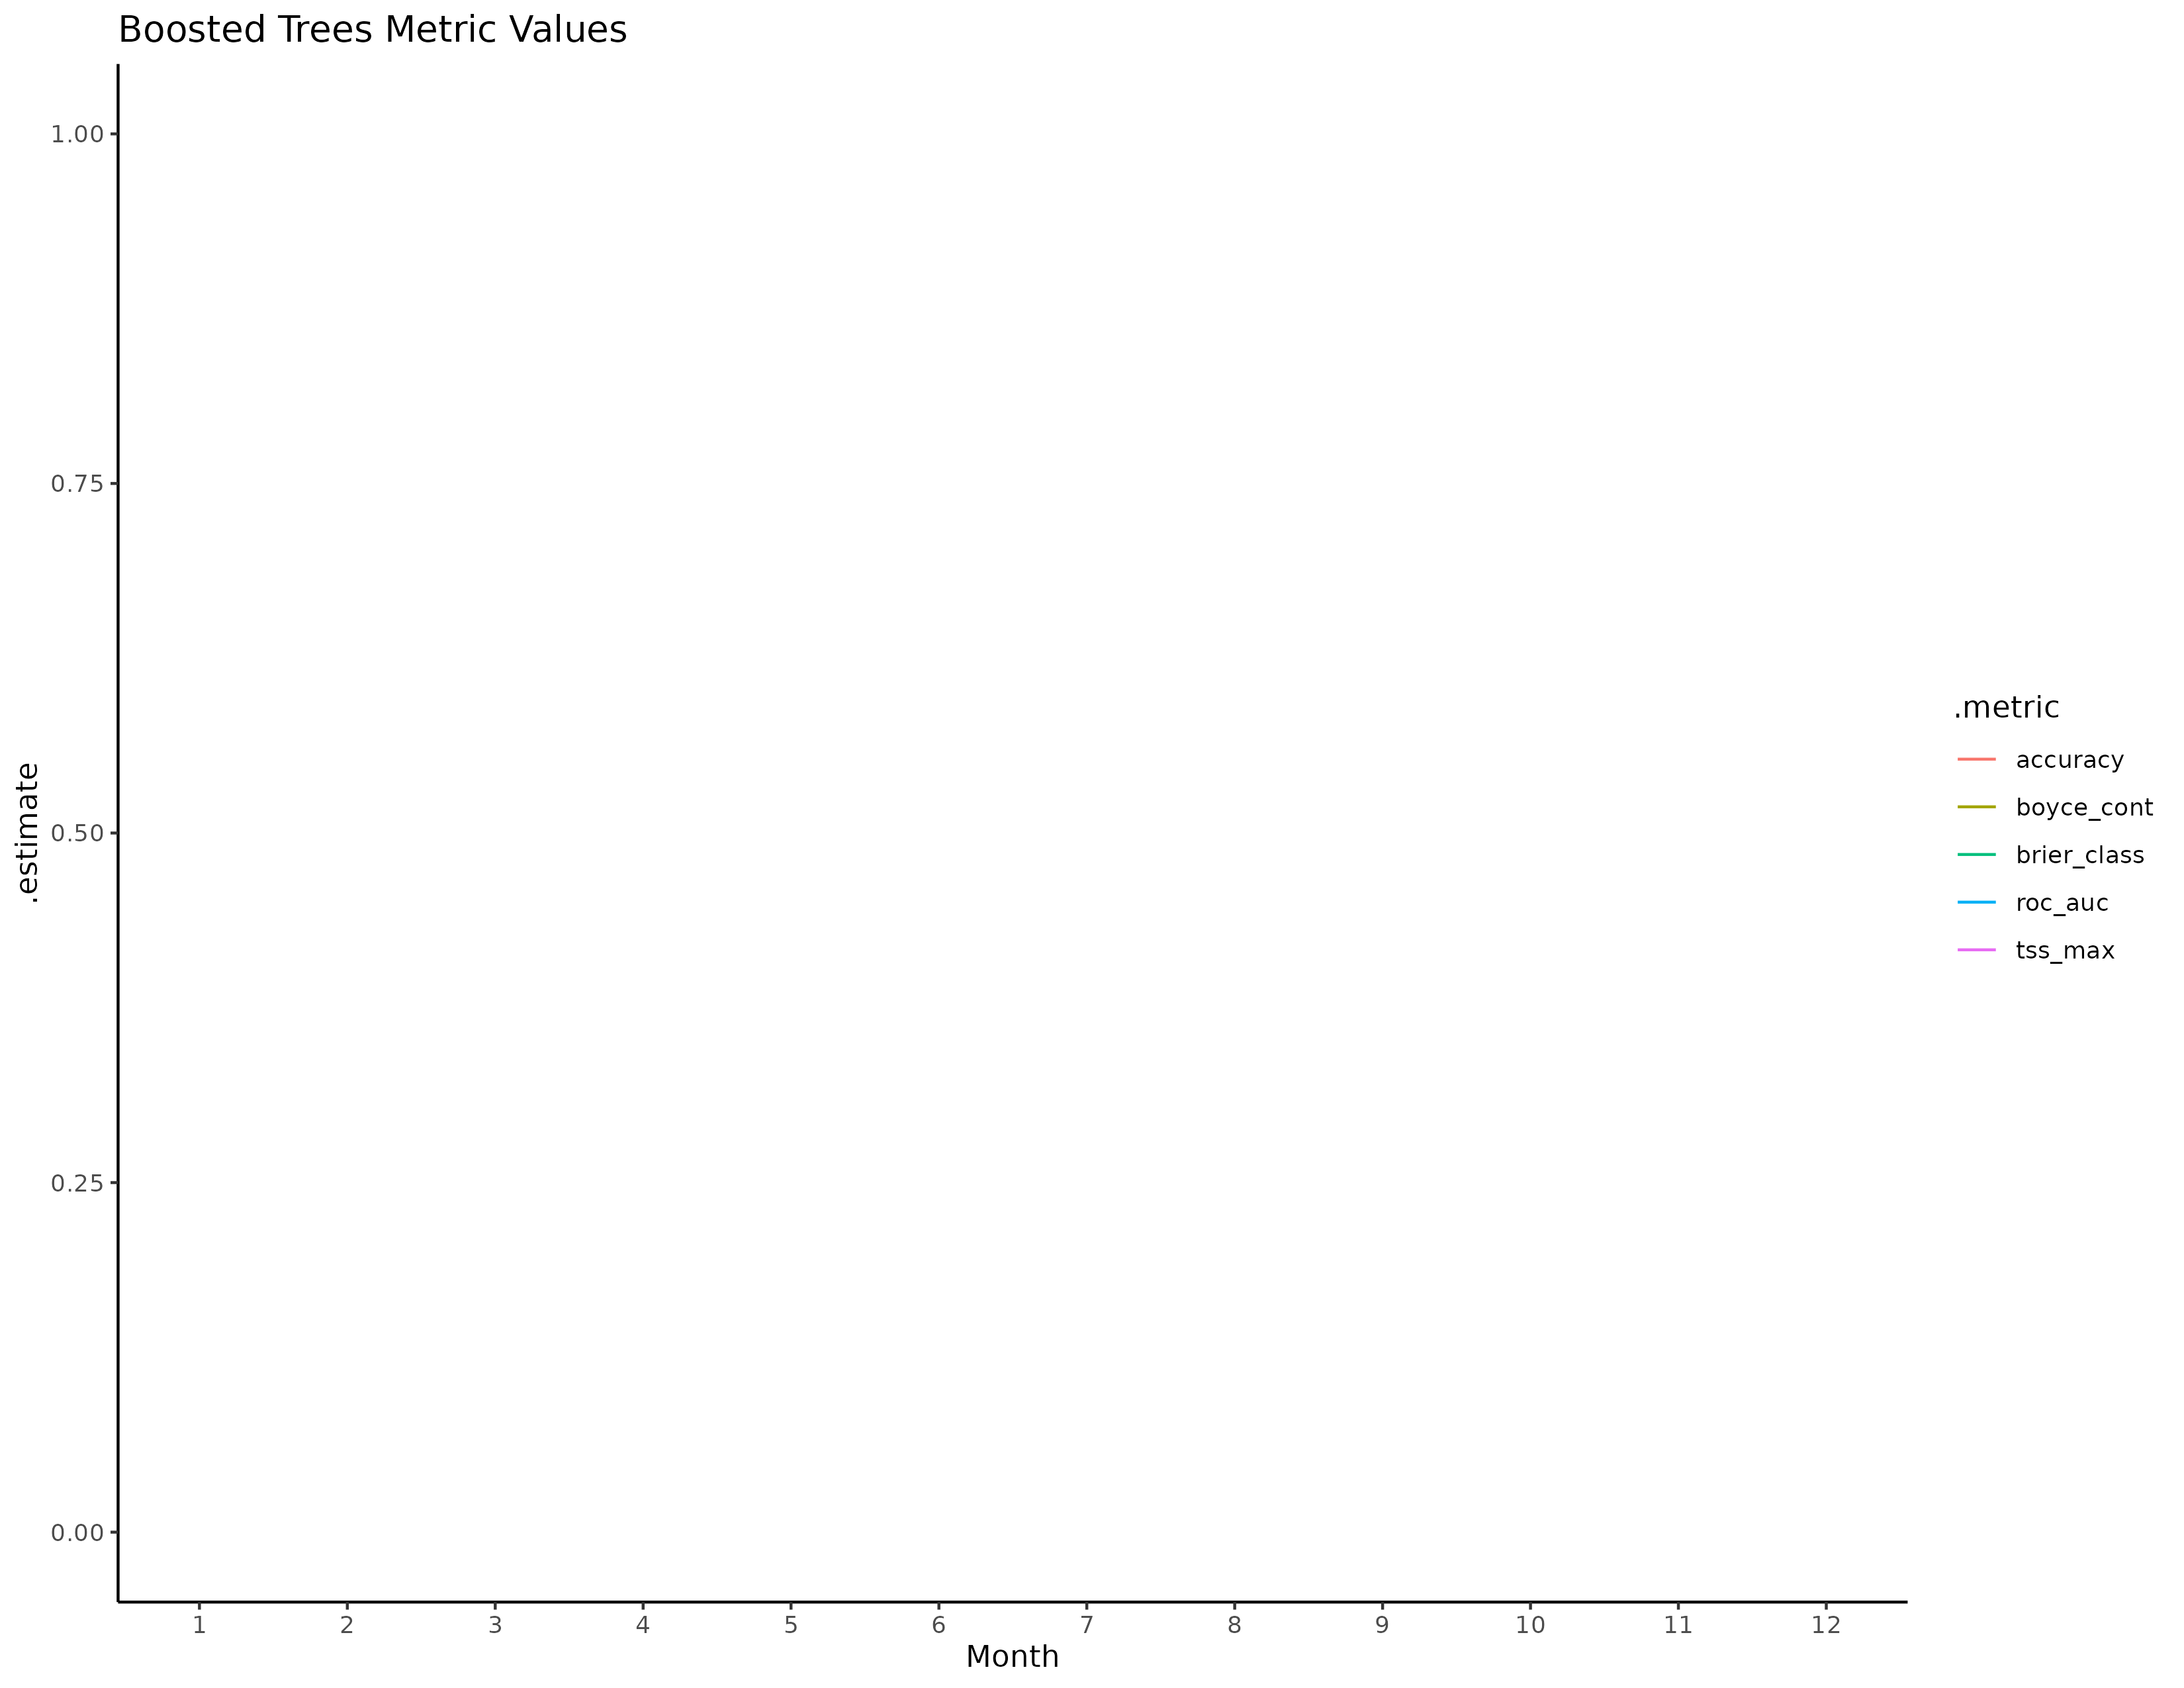 Boosted Trees Metric Values
1.00
0.75
0.50
0.25
0.00
.estimate
1 2 3 4 5 6 7 8 9 10 11 12
Month
.metric
accuracy
boyce_cont
brier_class
roc_auc
tss_max